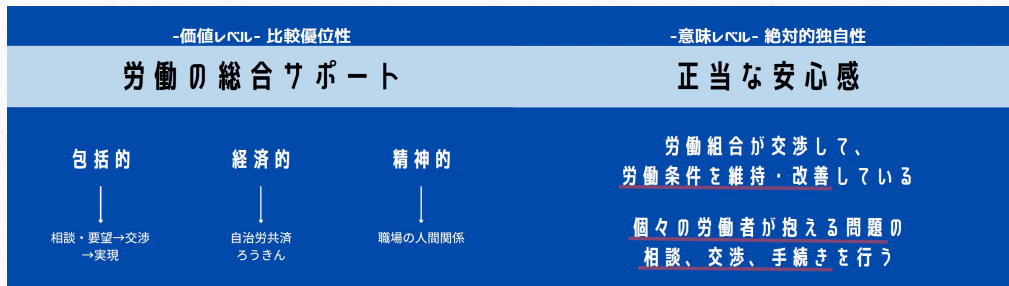 -価値レベル- 比較優位性
労働の総合サポート
包括的
経済的
精神的
相談・要望→交渉
→実現
自治労共済
ろうきん
職場の人間関係
-意味レベル- 絶対的独自性
正当な安心感
労働組合が交渉して、
労働条件を維持・改善している
個々の労働者が抱える問題の
相談、交渉、手続きを行う